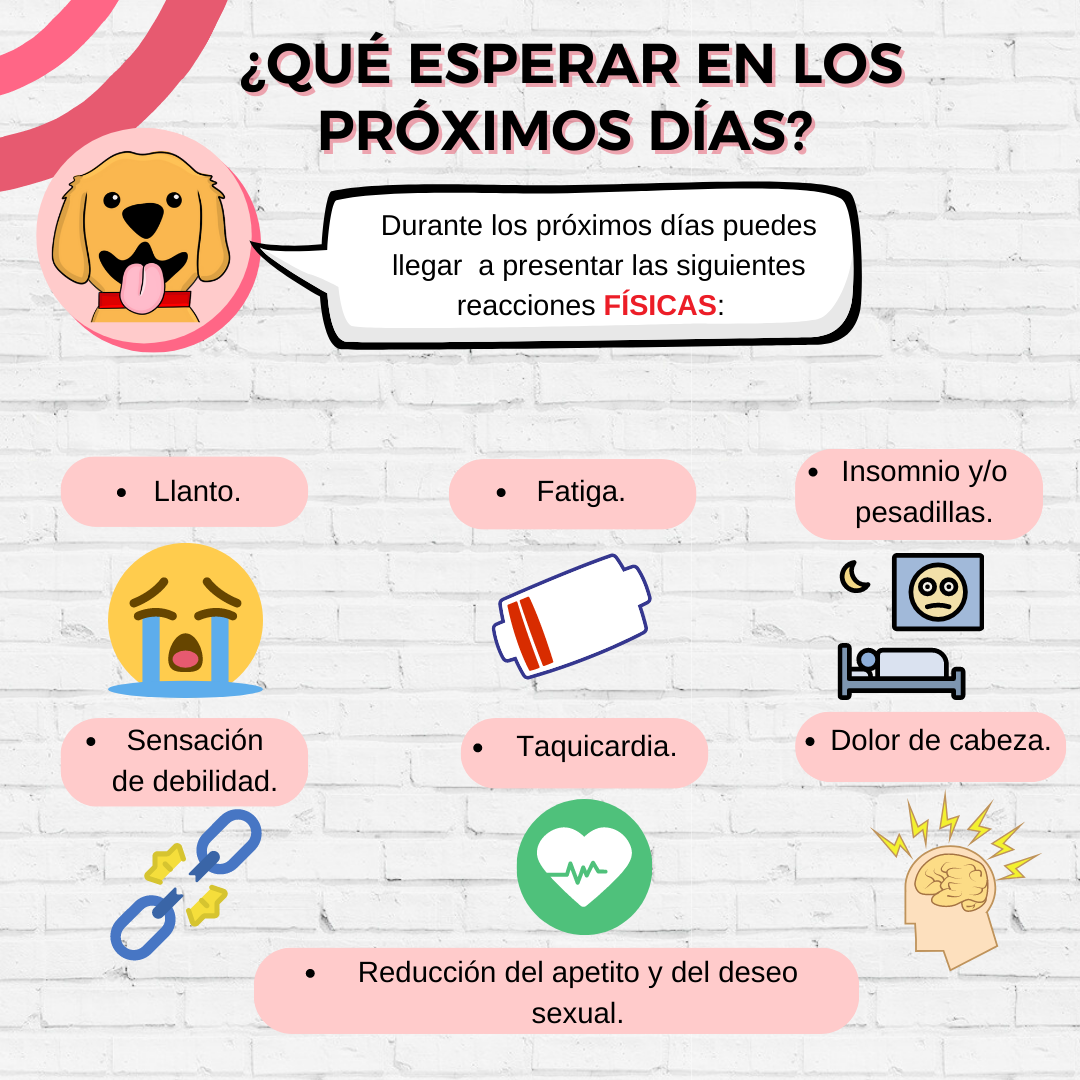 ¿QUÉ ESPERAR EN LOS
PRÓXIMOS DÍAS?
Durante los próximos días puedes
llegar a presentar las siguientes
reacciones FÍSICAS:
• Llanto.
• Fatiga.
• Insomnio y/o
pesadillas.
• Sensación
de debilidad.
• Taquicardia.
• Dolor de cabeza.
• Reducción del apetito y del deseo
sexual.